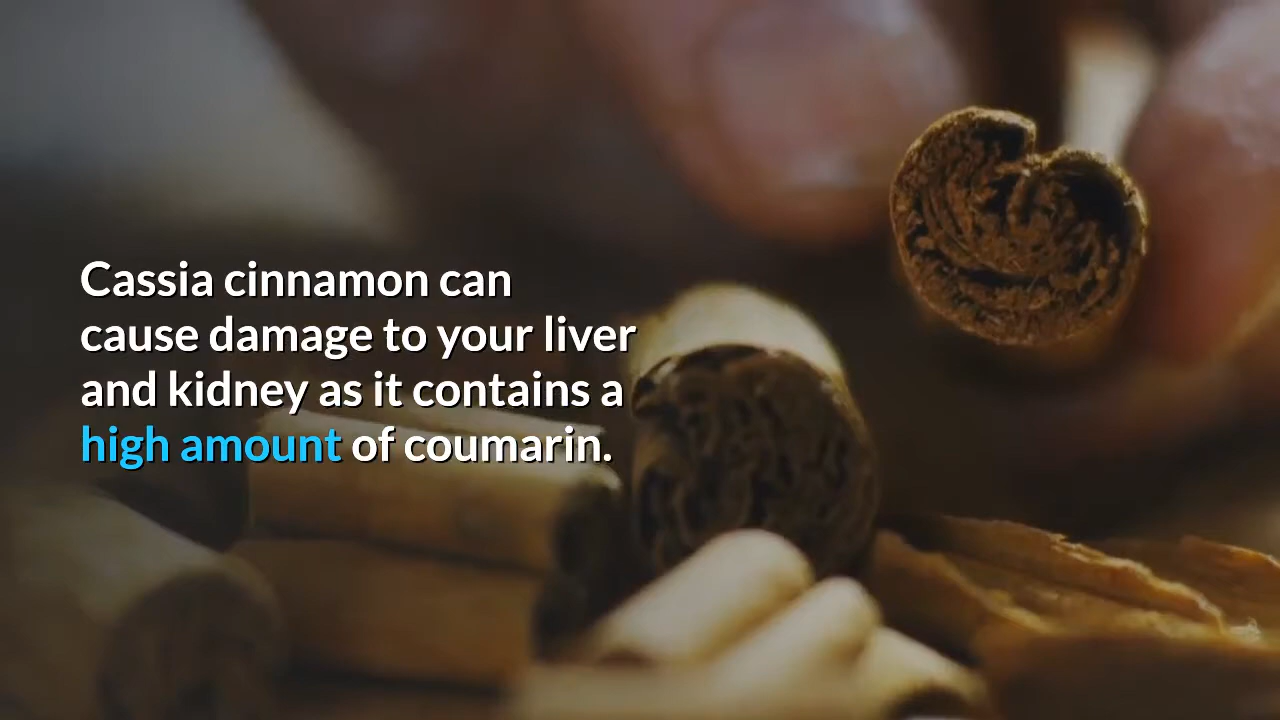 Cassia cinnamon can
cause damage to your liver
and kidney as it contains a
high amount of coumarin.